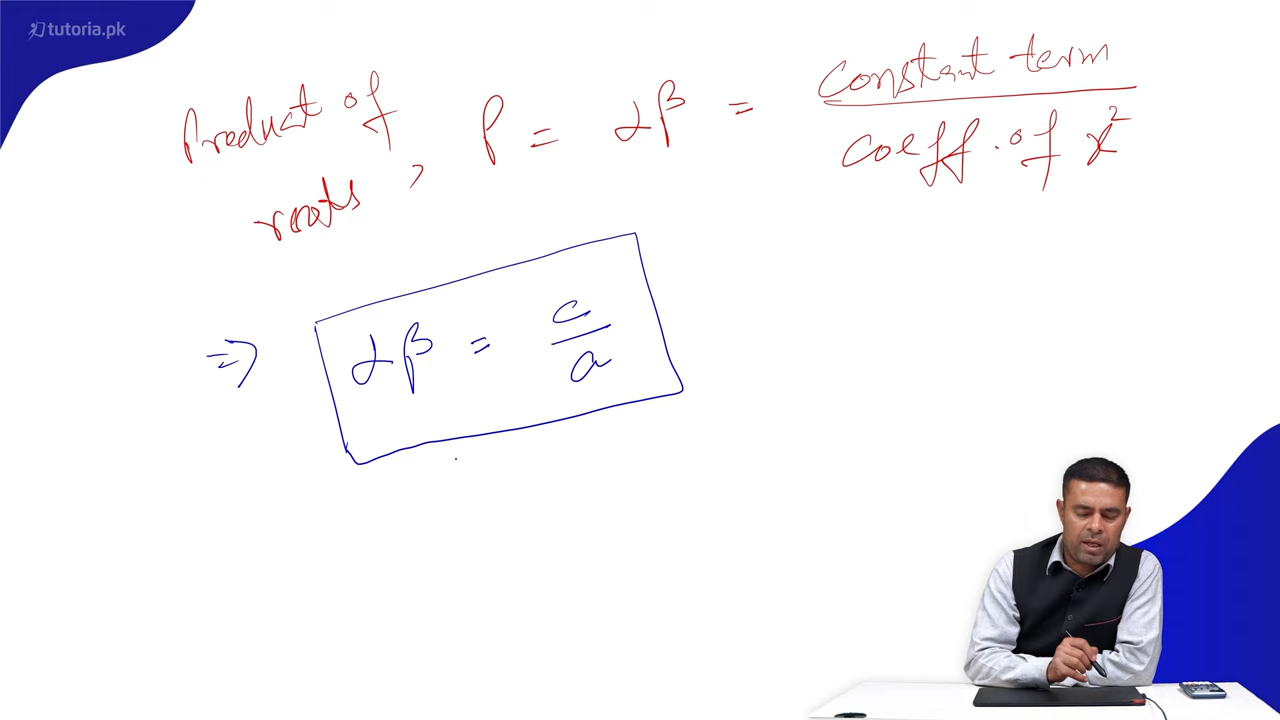 tutoria.pk
Product of roots, P = αβ = constant term / coeff. of x²
⇒ αβ = c/a